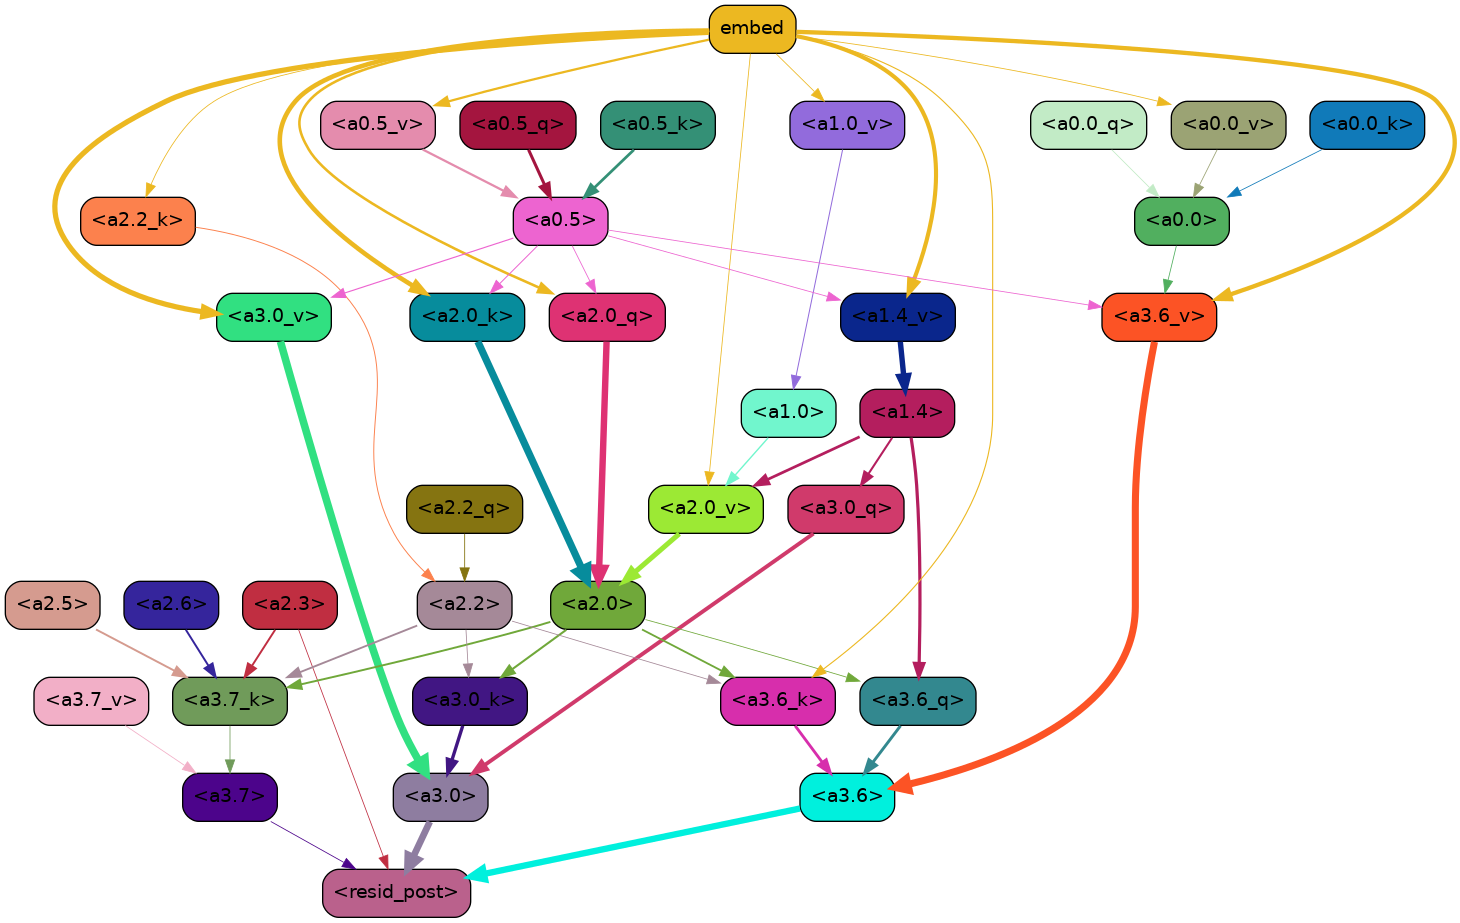 embed
<a0.5_v>
<a0.5_q>
<a0.5_k>
<a1.0_v>
<a0.0_q>
<a0.0_v>
<a0.0_k>
<a2.2_k>
<a0.5>
<a0.0>
<a3.0_v>
<a2.0_k>
<a2.0_q>
<a1.4_v>
<a3.6_v>
<a1.0>
<a1.4>
<a2.2_q>
<a2.0_v>
<a3.0_q>
<a2.5>
<a2.6>
<a2.3>
<a2.2>
<a2.0>
<a3.7_v>
<a3.7_k>
<a3.0_k>
<a3.6_k>
<a3.6_q>
<a3.7>
<a3.0>
<a3.6>
<resid_post>